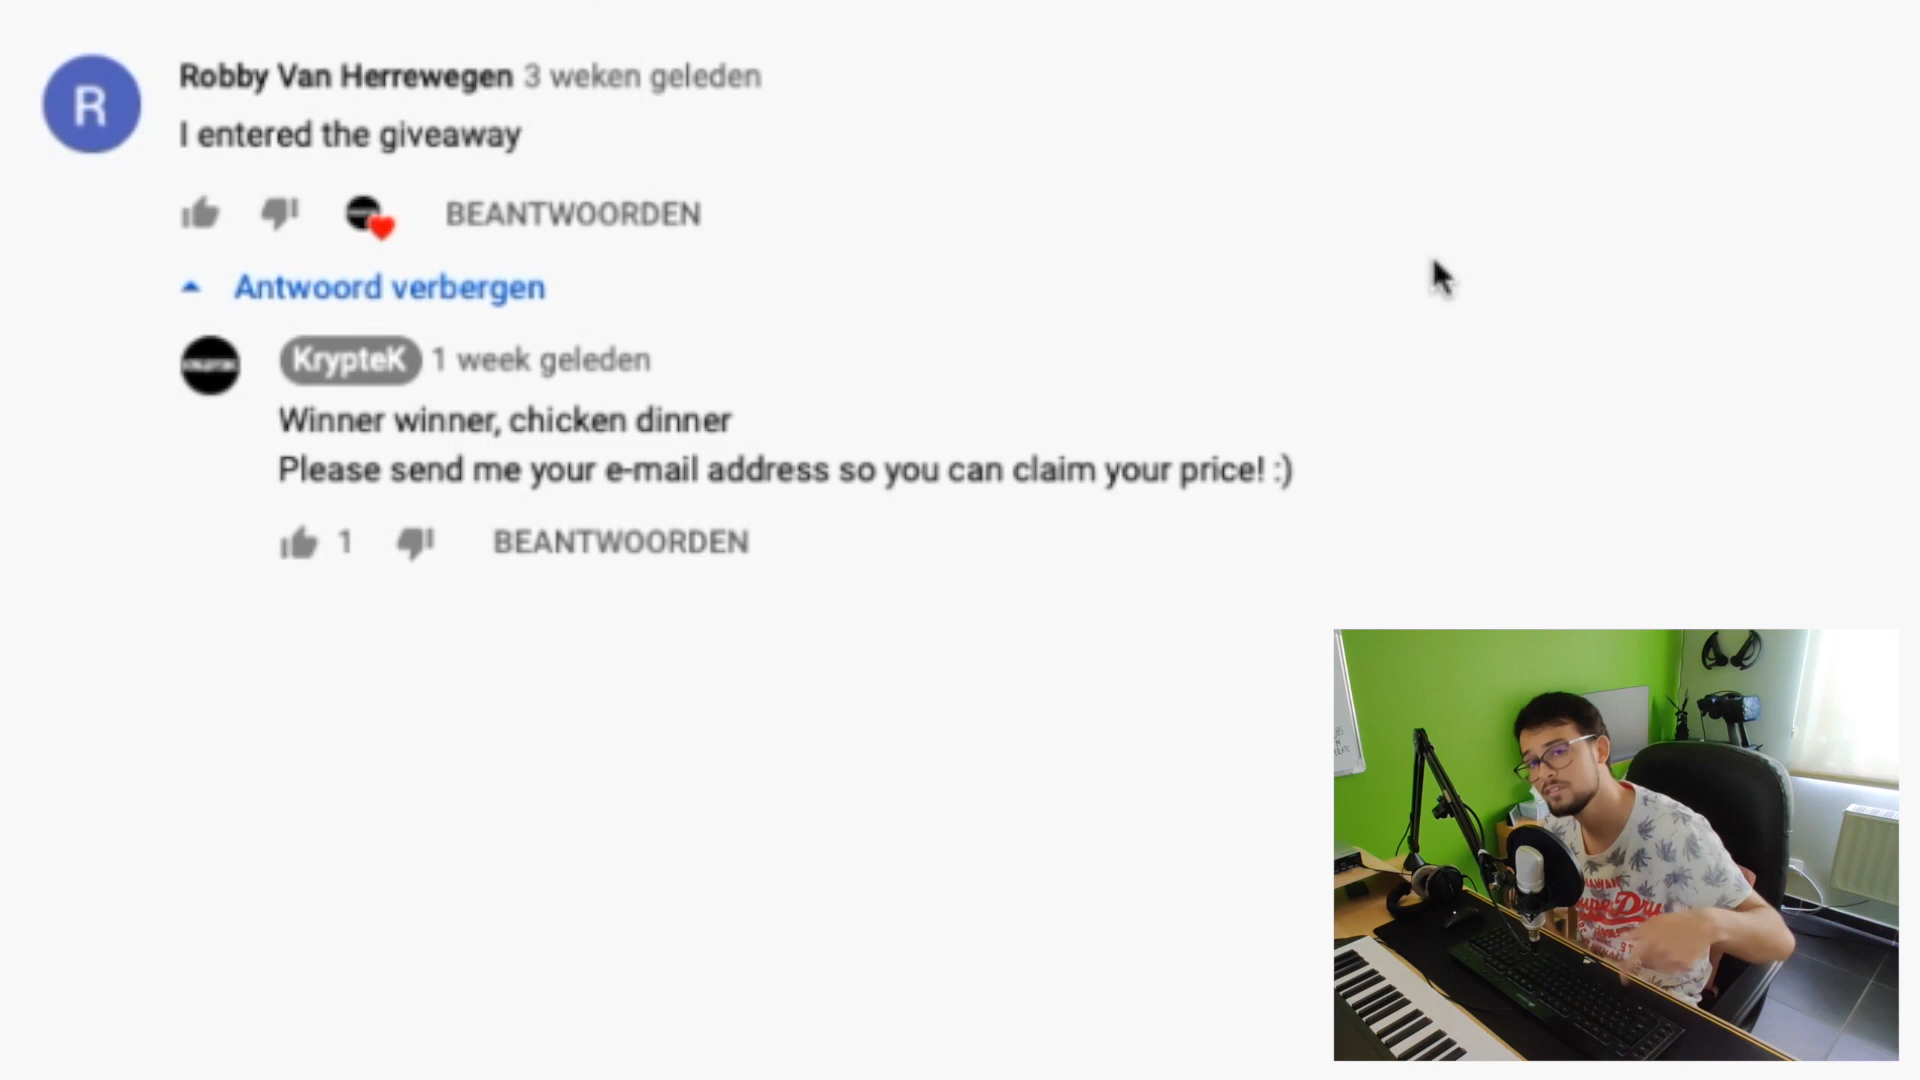 R
Robby Van Herrewegen 3 weken geleden
I entered the giveaway
BEANTWOORDEN
Antwoord verbergen
KrypteK 1 week geleden
Winner winner, chicken dinner
Please send me your e-mail address so you can claim your price! :)
1 BEANTWOORDEN